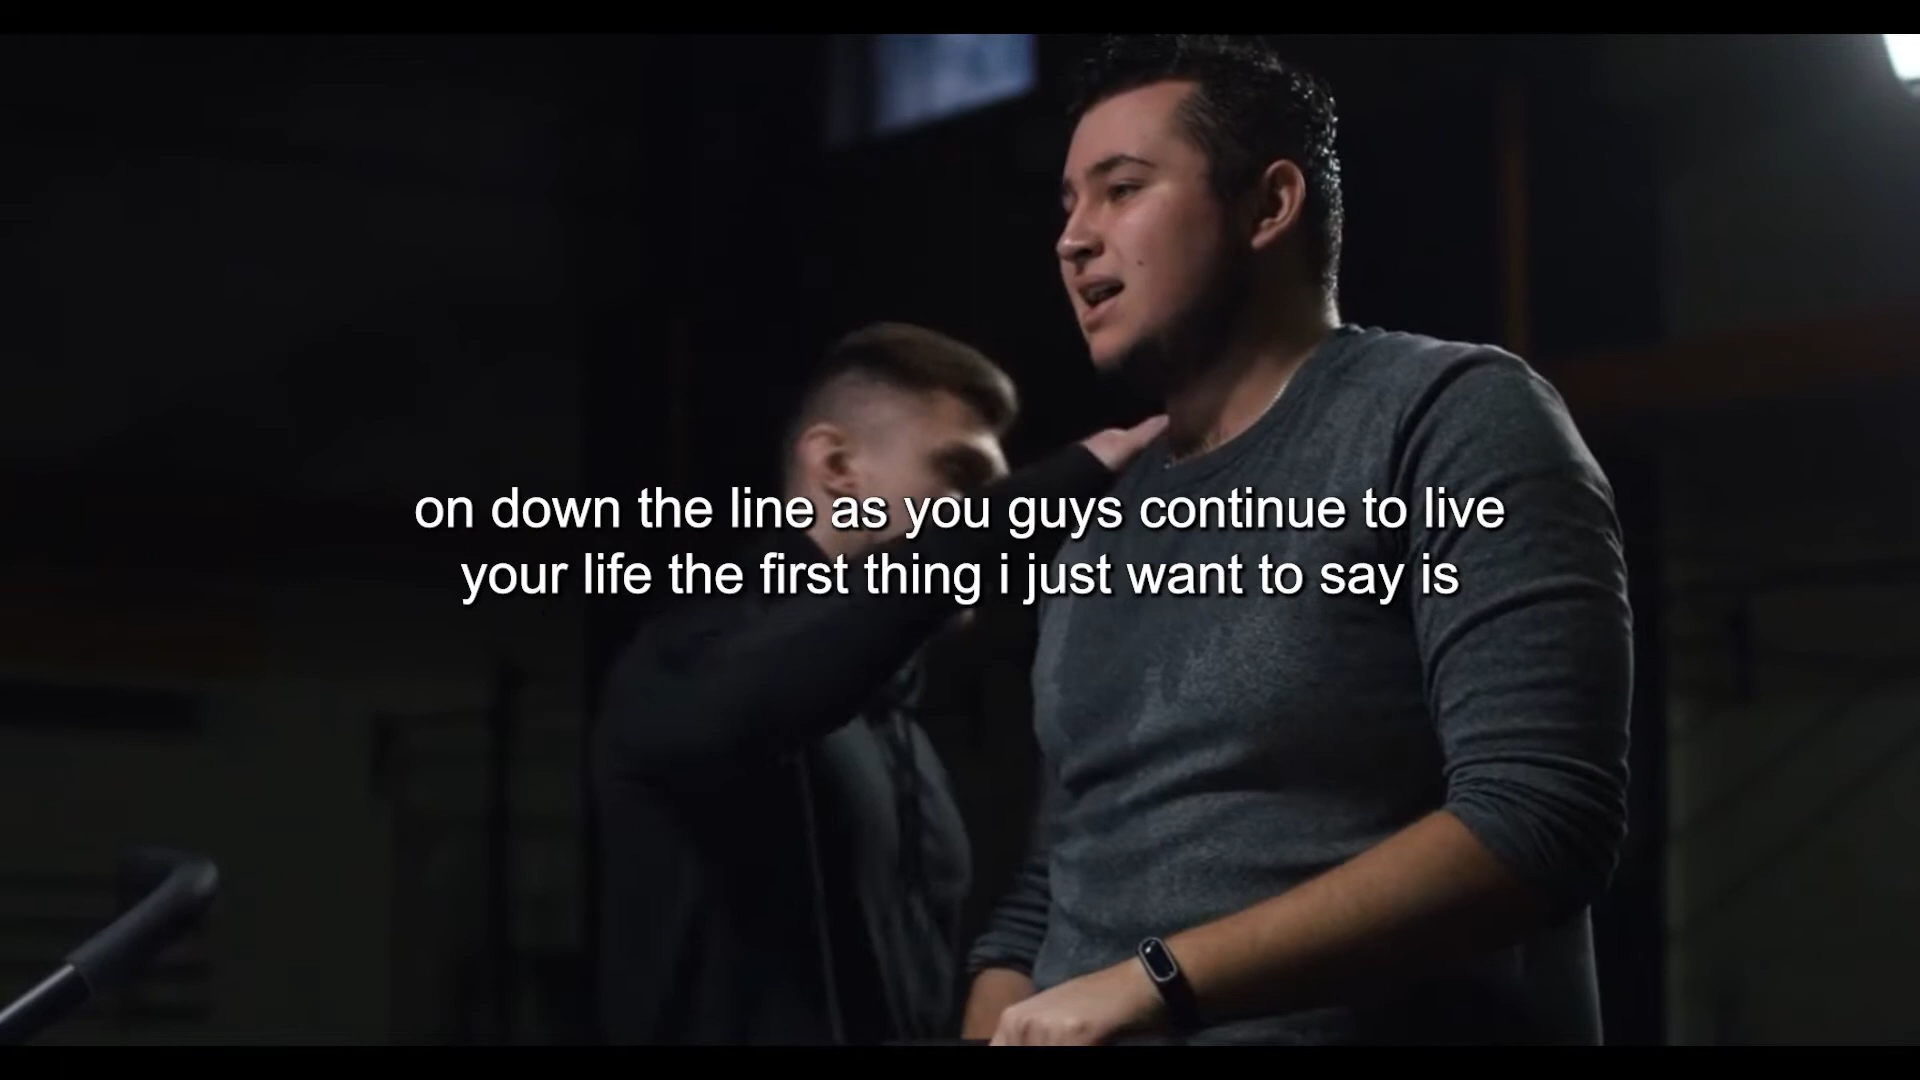 on down the line as you guys continue to live
your life the first thing i just want to say is